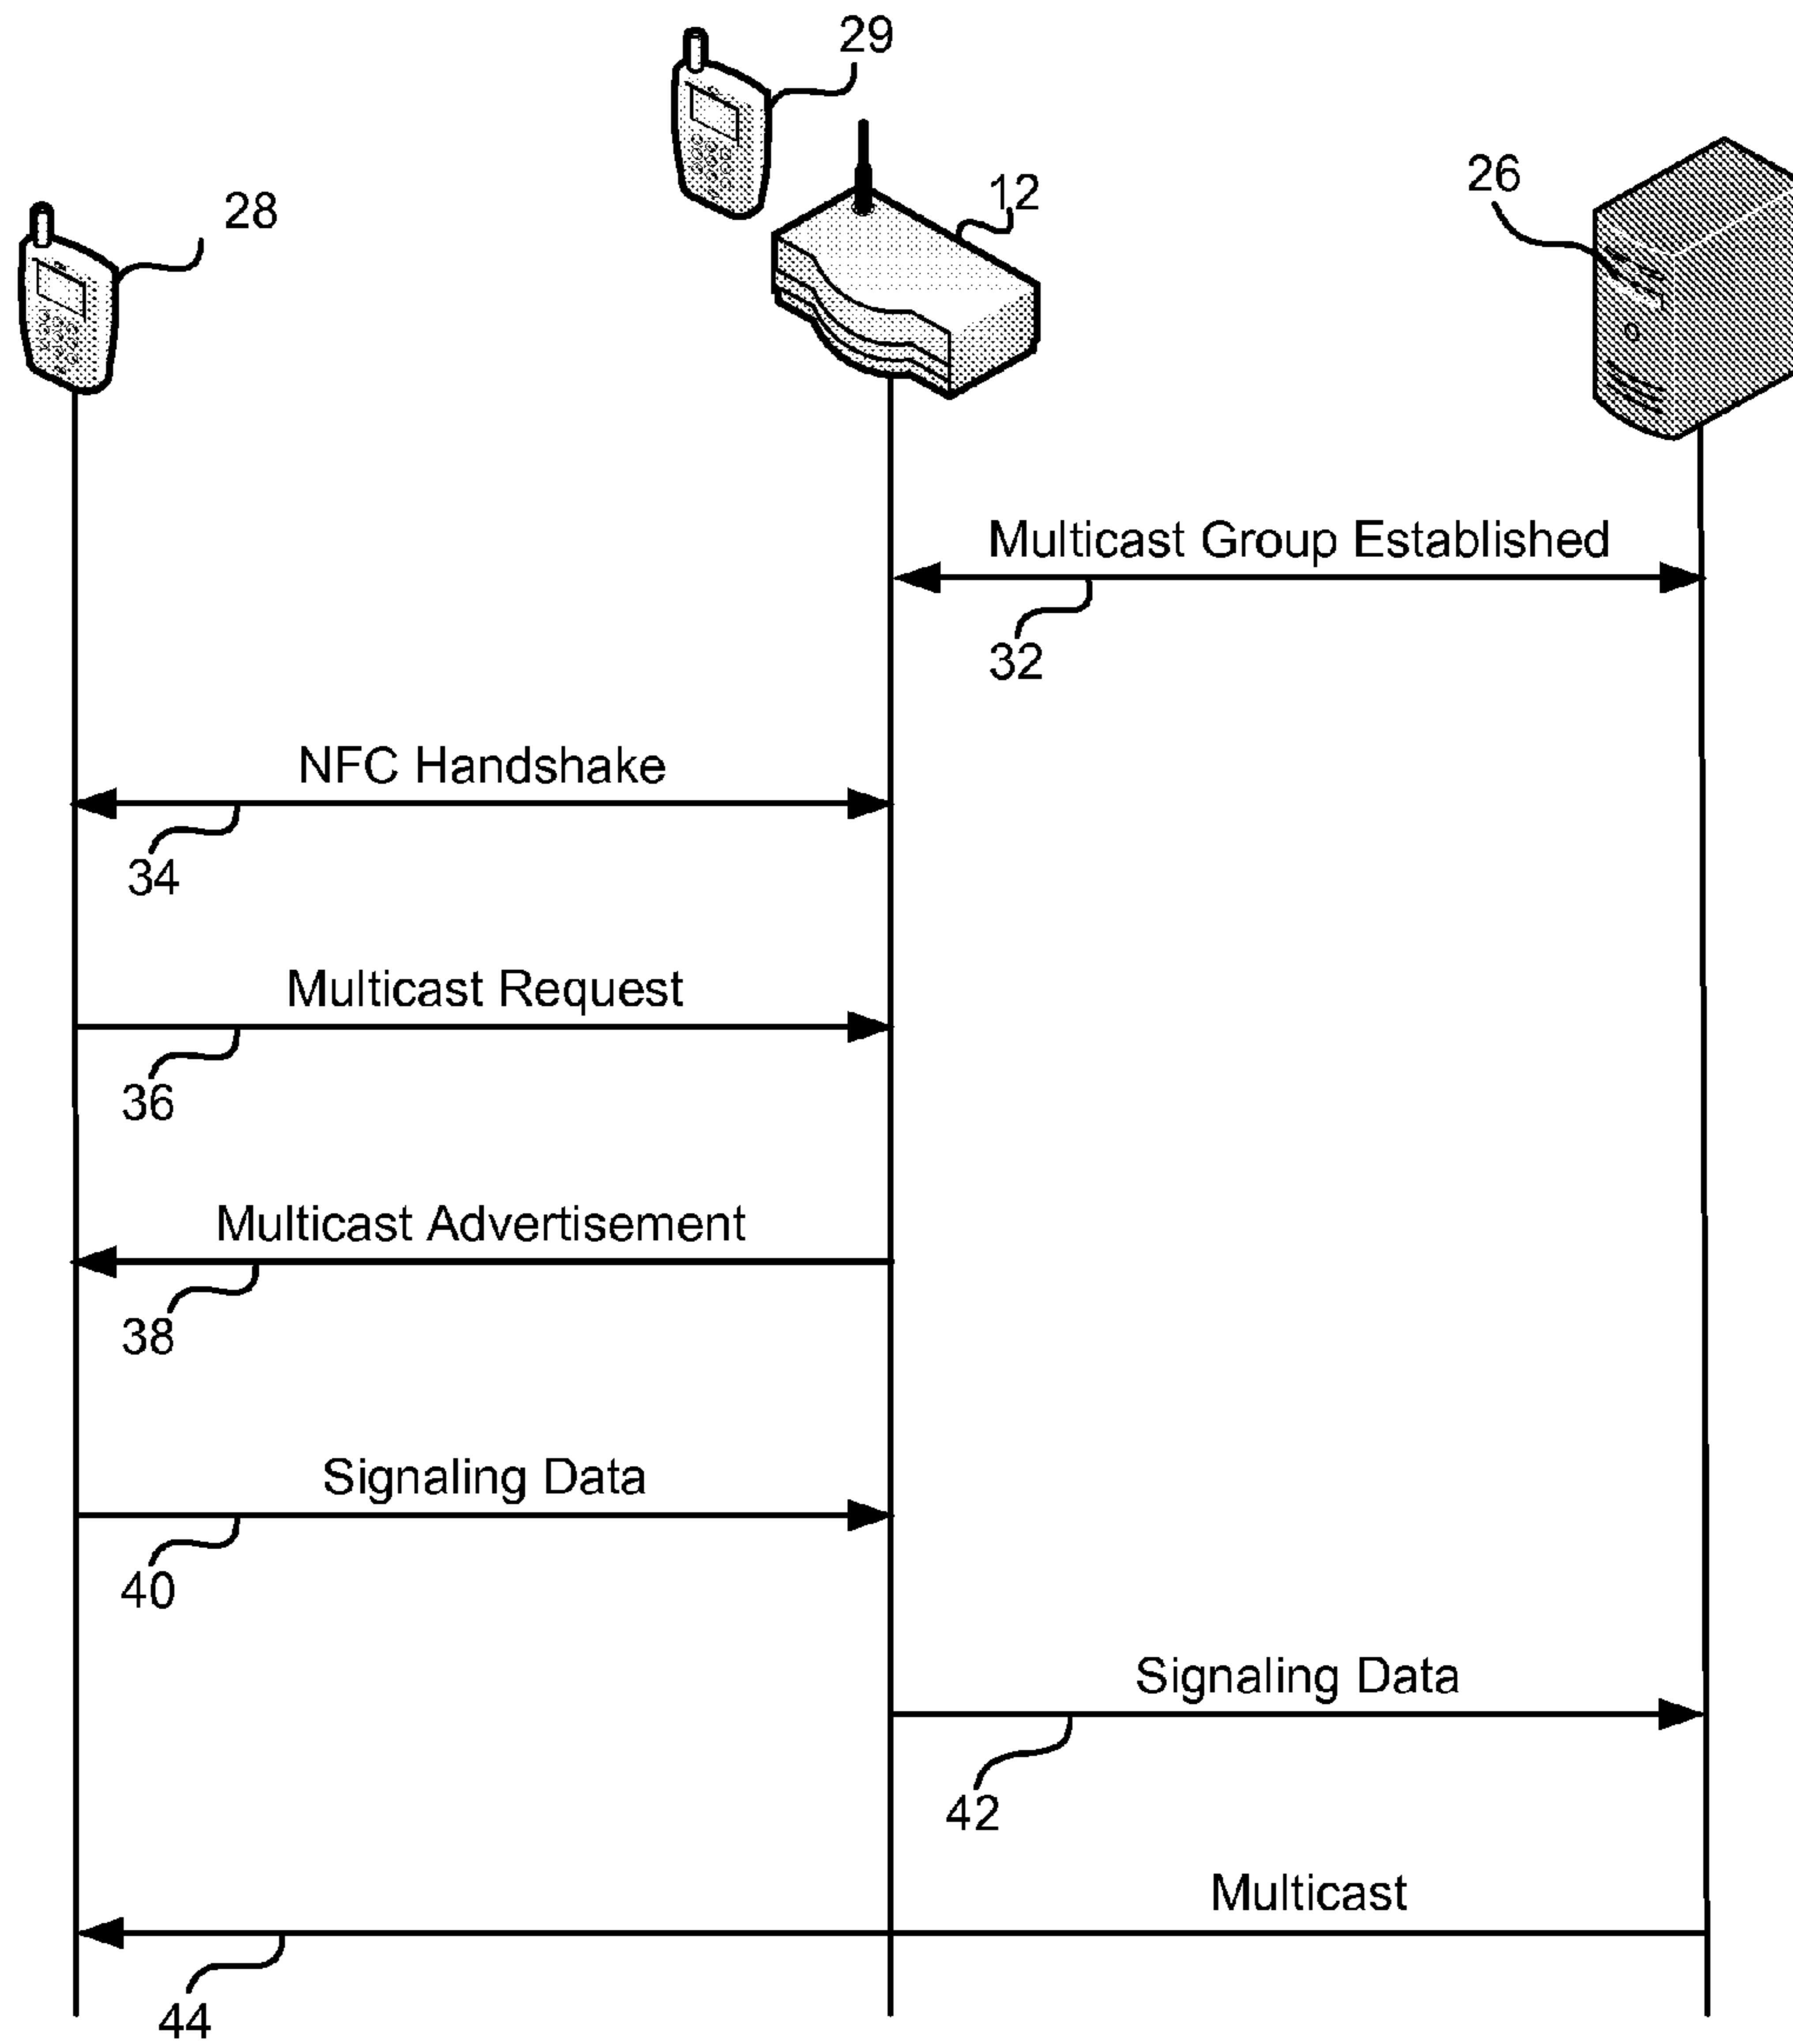 29
12
26
28
Multicast Group Established
32
NFC Handshake
34
Multicast Request
36
Multicast Advertisement
38
Signaling Data
40
Signaling Data
42
Multicast
44